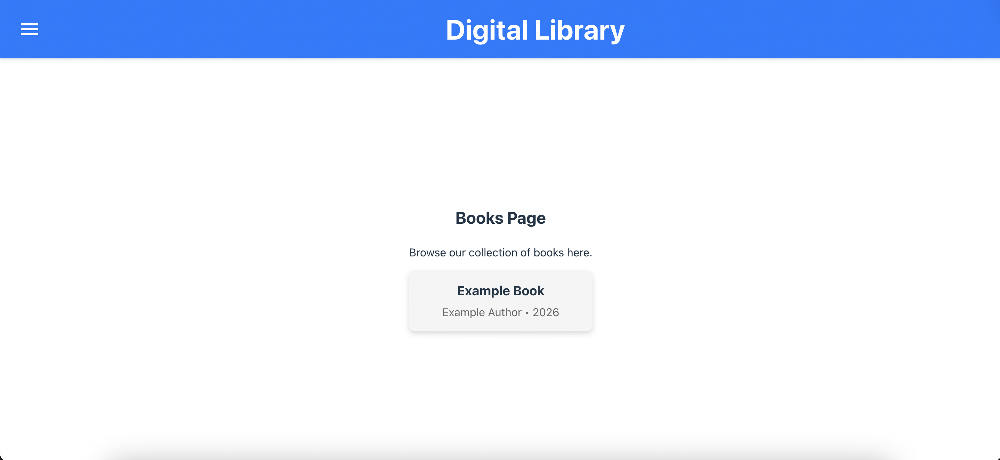 Digital Library
Books Page
Browse our collection of books here.
Example Book
Example Author • 2026